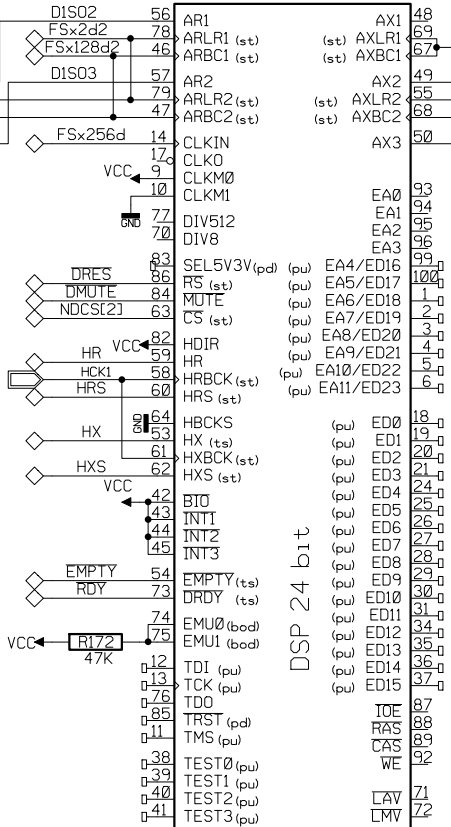 D1SO2 56 AR1 AX1 48
FSx2d2 78 ARLR1 (st) (st) AXLR1 69
FSx128d2 46 ARBC1 (st) AXBC1 67
D1SO3 57 AR2 AX2 49
79 ARLR2 (st) (st) AXLR2 55
47 ARBC2 (st) (st) AXBC2 68
FSx256d 14 CLKIN AX3 50
17 CLKO
VCC 9 CLKM0
10 CLKM1 EA0 93
GND EA1 94
77 DIV512 EA2 95
70 DIV8 EA3 96
83 SEL5V3V (pd) (pu) EA4/ED16 99
DRES 86 RS (st) (pu) EA5/ED17 100
DMUTE 84 MUTE (pu) EA6/ED18 1
NDCS[2] 63 CS (st) (pu) EA7/ED19 2
(pu) EA8/ED20 3
VCC 82 HDIR (pu) EA9/ED21 4
HR 59 HR (pu) EA10/ED22 5
HCK1 58 HRBCK (st) (pu) EA11/ED23 6
HRS 60 HRS (st)
GND 64 HBCKS (pu) ED0 18
HX 53 HX (ts) (pu) ED1 19
61 HXBCK (st) (pu) ED2 20
HXS 62 HXS (st) (pu) ED3 21
VCC 42 BIO (pu) ED4 24
43 INT1 (pu) ED5 25
44 INT2 (pu) ED6 26
45 INT3 (pu) ED7 27
(pu) ED8 28
EMPTY 54 EMPTY (ts) (pu) ED9 29
RDY 73 DRDY (ts) (pu) ED10 30
(pu) ED11 31
74 EMU0 (bod) (pu) ED12 34
VCC R172 75 EMU1 (bod) (pu) ED13 35
47K
12 TDI (pu) (pu) ED14 36
13 TCK (pu) (pu) ED15 37
76 TDO
85 TRST (pd) IOE 87
11 TMS (pu) RAS 88
CAS 89
38 TEST0 (pu) WE 92
39 TEST1 (pu)
40 TEST2 (pu) LAV 71
41 TEST3 (pu) LMV 72
DSP 24 bit